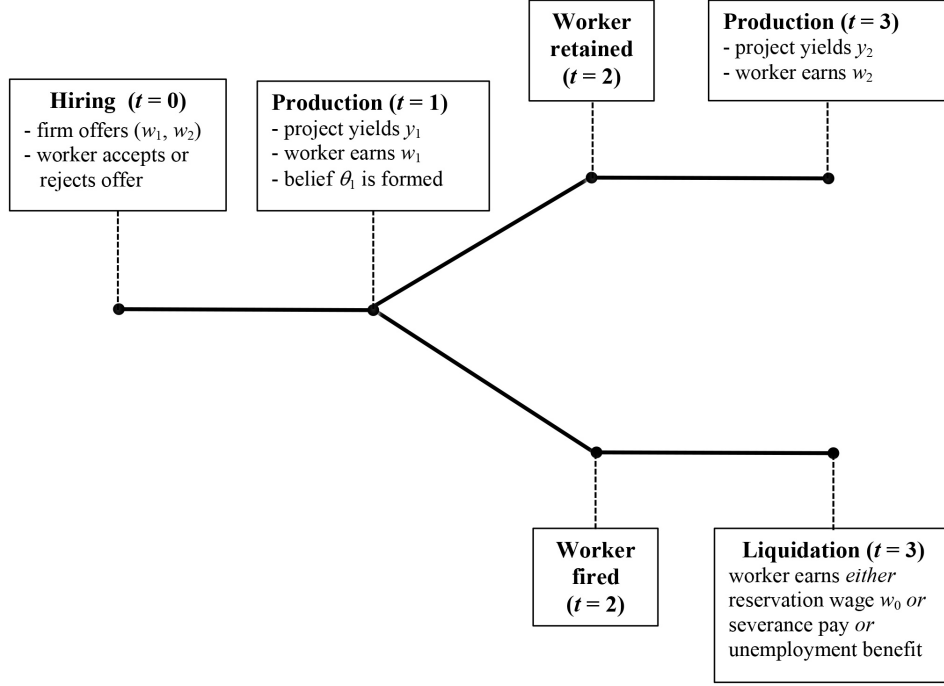 Hiring (t = 0)
- firm offers (w₁, w₂)
- worker accepts or
rejects offer
Production (t = 1)
- project yields y₁
- worker earns w₁
- belief θ₁ is formed
Worker
retained
(t = 2)
Production (t = 3)
- project yields y₂
- worker earns w₂
Worker
fired
(t = 2)
Liquidation (t = 3)
worker earns either
reservation wage w₀ or
severance pay or
unemployment benefit